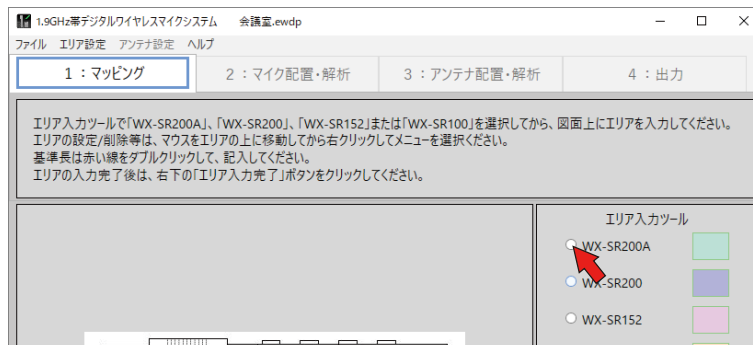 1.9GHz帯デジタルワイヤレスマイクシステム　会議室.ewdp
ファイル エリア設定 アンテナ設定 ヘルプ
1：マッピング
2：マイク配置・解析
3：アンテナ配置・解析
4：出力
エリア入力ツールで「WX-SR200A」、「WX-SR200」、「WX-SR152」または「WX-SR100」を選択してから、図面上にエリアを入力してください。
エリアの設定/削除等は、マウスをエリアの上に移動してから右クリックしてメニューを選択ください。
基準長は赤い線をダブルクリックして、記入してください。
エリアの入力完了後は、右下の「エリア入力完了」ボタンをクリックしてください。
エリア入力ツール
WX-SR200A
WX-SR200
WX-SR152